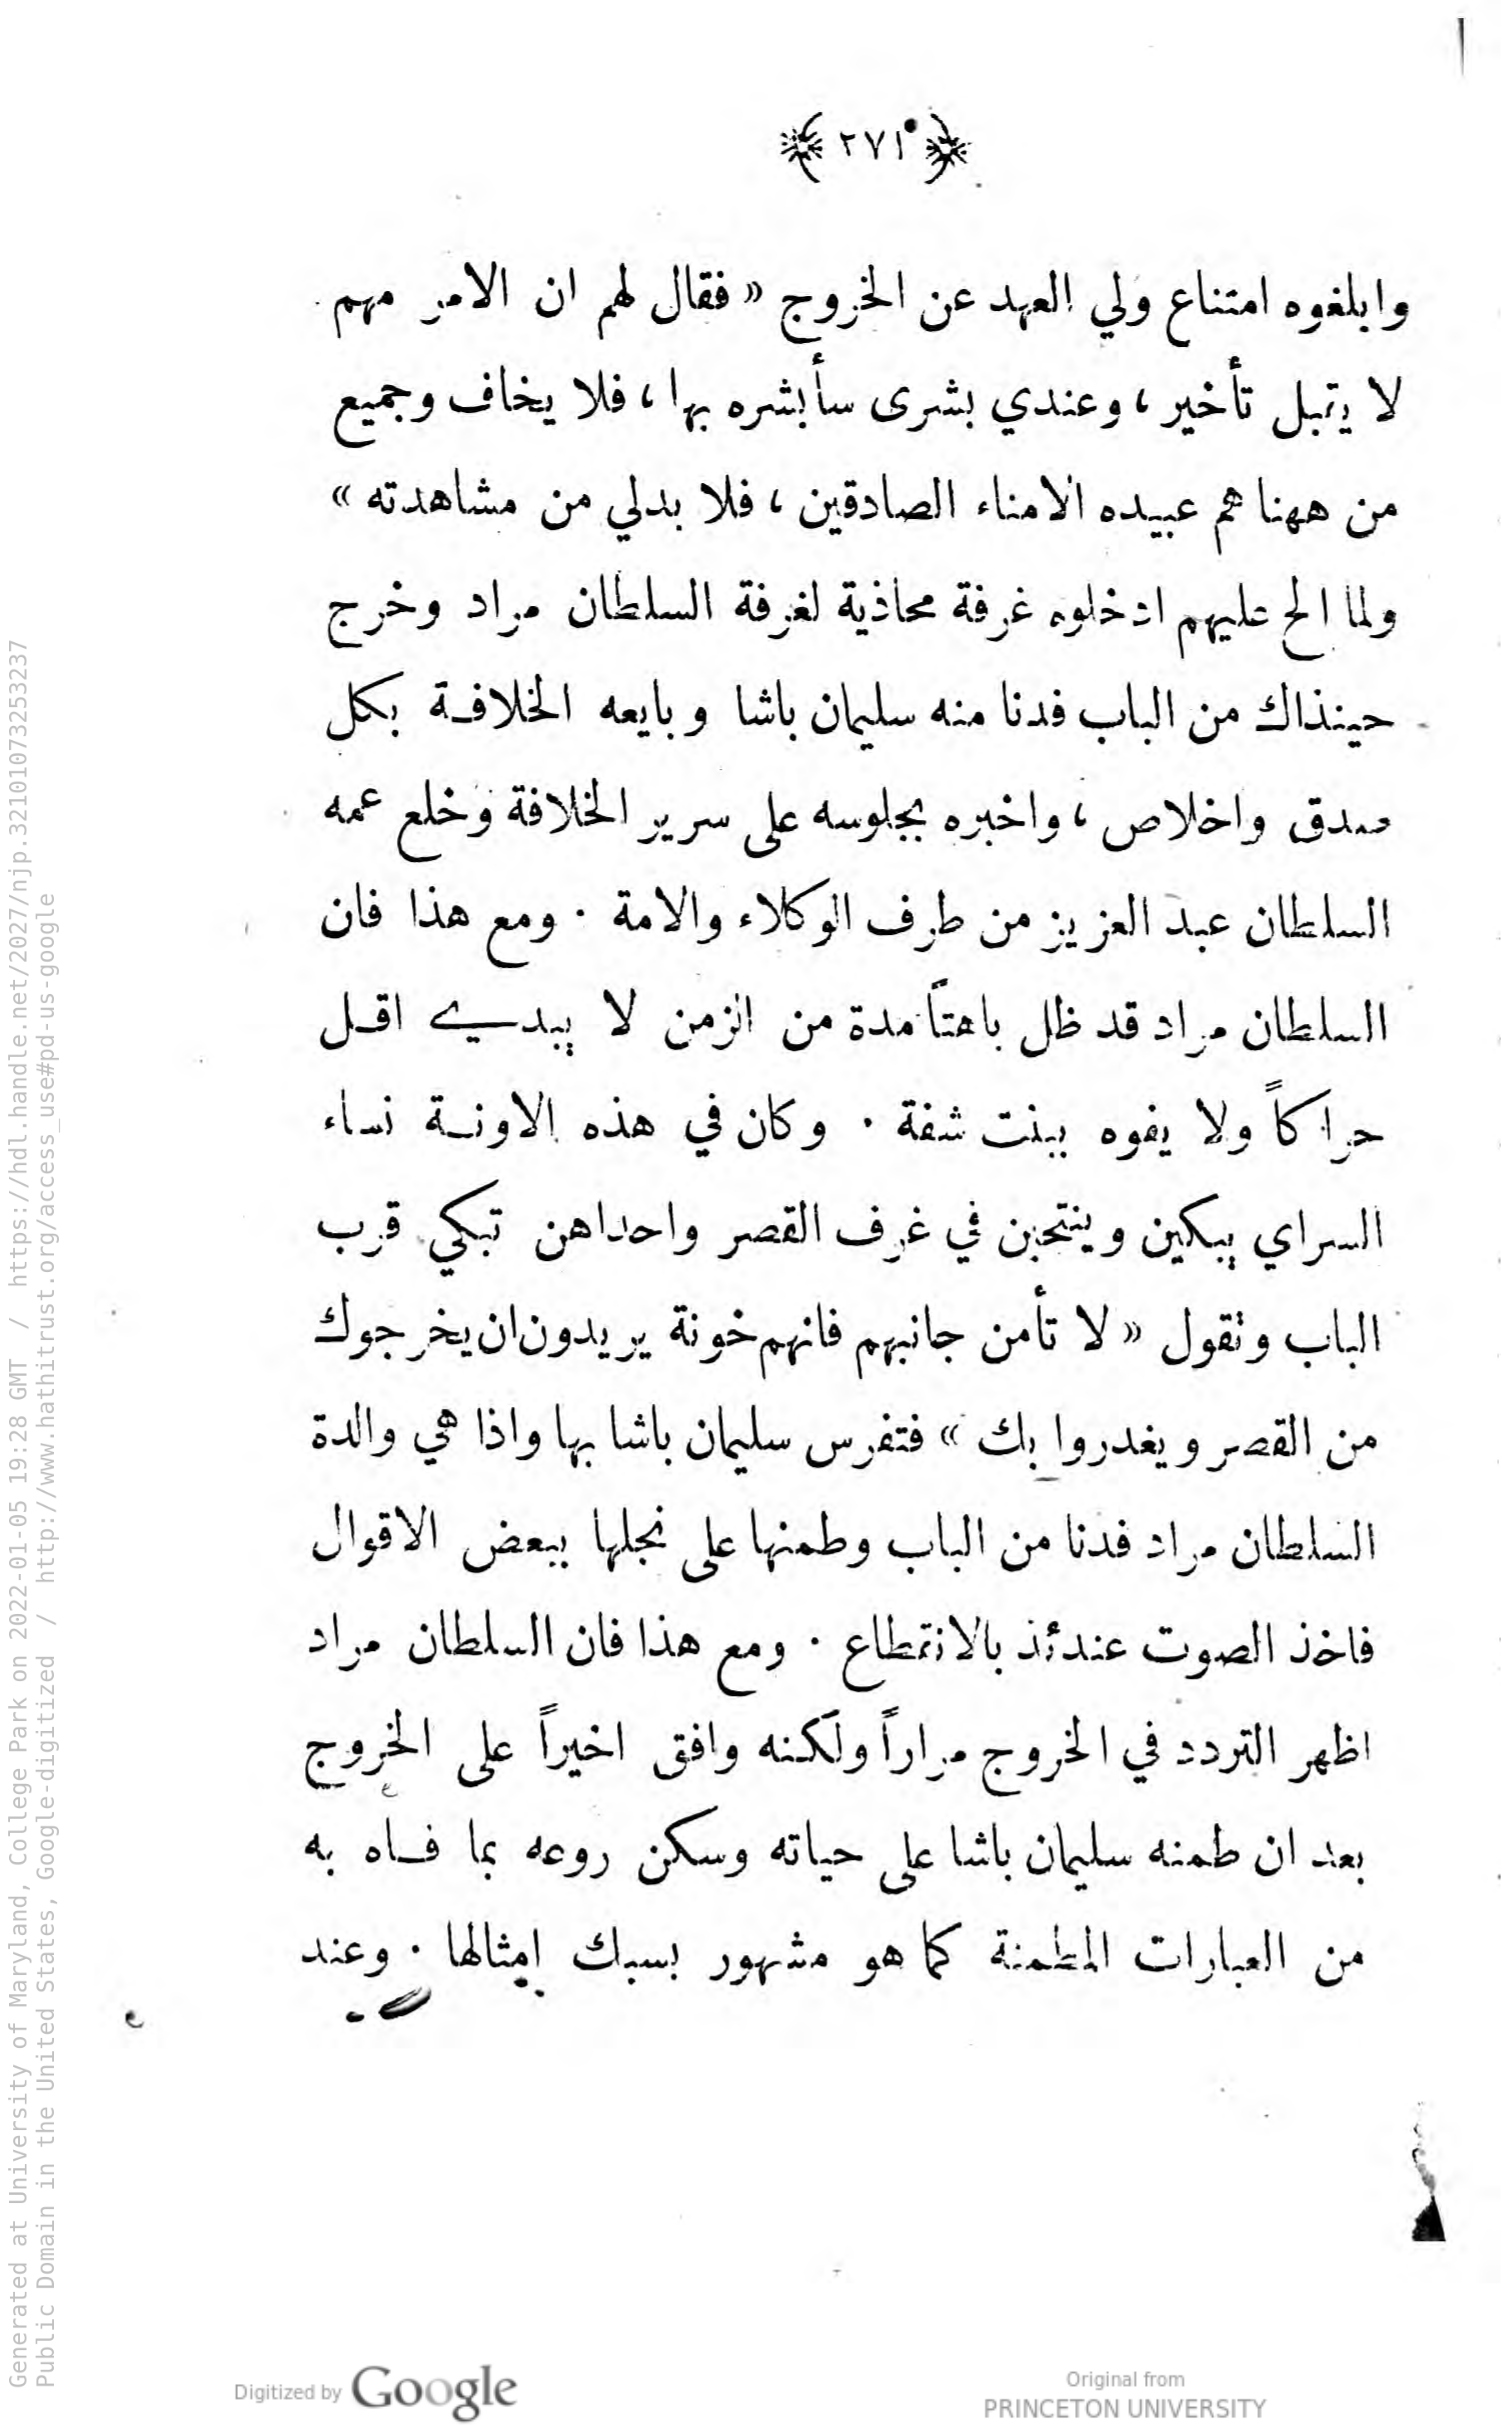 ﴿ ٢٧١ ﴾
وابلغوه امتناع ولي العهد عن الخروج « فقال لهم ان الامر مهم
لا يقبل تأخير ، وعندي بشرى سأبشره بها ، فلا يخاف وجميع
من ههنا هم عبيده الامناء الصادقين ، فلا بدلي من مشاهدته »
ولما الح عليهم ادخلوه غرفة محاذية لغرفة السلطان مراد وخرج
حينذاك من الباب فدنا منه سليمان باشا وبايعه الخلافة بكل
صدق واخلاص ، واخبره بجلوسه على سرير الخلافة وخلع عمه
السلطان عبد العزيز من طرف الوكلاء والامة . ومع هذا فان
السلطان مراد قد ظل باهتاً مدة من الزمن لا يبدي اقل
حراكاً ولا يفوه ببنت شفة . وكان في هذه الاونة نساء
السراي يبكين وينتحبن في غرف القصر واحداهن تبكي قرب
الباب وتقول « لا تأمن جانبهم فانهم خونة يريدون ان يخرجوك
من القصر ويغدروا بك » فتفرس سليمان باشا بها واذا هي والدة
السلطان مراد فدنا من الباب وطمنها على نجلها ببعض الاقوال
فاخذ الصوت عندئذ بالانقطاع . ومع هذا فان السلطان مراد
اظهر التردد في الخروج مراراً ولكنه وافق اخيراً على الخروج
بعد ان طمنه سليمان باشا على حياته وسكن روعه بما فاه به
من العبارات المطمنة كما هو مشهور بسبك امثالها . وعند
Generated at University of Maryland, College Park on 2022-01-05 19:28 GMT / https://hdl.handle.net/2027/njp.32101073253237
Public Domain in the United States, Google-digitized / http://www.hathitrust.org/access_use#pd-us-google
Digitized by Google
Original from
PRINCETON UNIVERSITY